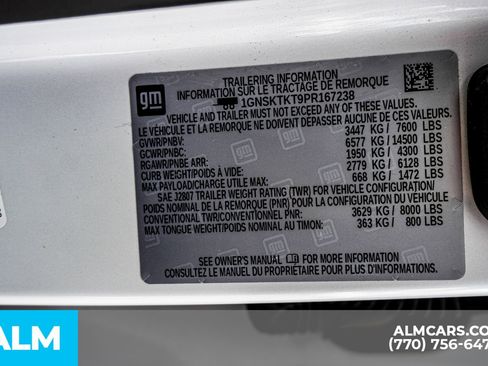 gm
TRAILERING INFORMATION
INFORMATION SUR LE TRACTAGE DE REMORQUE
1GNSKTKT9PR167238
VEHICLE AND TRAILER MUST NOT EXCEED ANY OF THESE VALUES/
LE VÉHICULE ET LA REMORQUE NE DOIVENT DÉPASSER AUCUNE DE CES VALEURS:
GVWR/PNBV: 3447 KG / 7600 LBS
GCWR/PNBC: 6577 KG / 14500 LBS
RGAWR/PNBE ARR: 1950 KG / 4300 LBS
CURB WEIGHT/POIDS À VIDE: 2779 KG / 6128 LBS
MAX PAYLOAD/CHARGE UTILE MAX: 668 KG / 1472 LBS
SAE J2807 TRAILER WEIGHT RATING (TWR) FOR VEHICLE CONFIGURATION/
POIDS NOMINAL DE LA REMORQUE (PNR) POUR LA CONFIGURATION DU VÉHICULE
CONVENTIONAL TWR/CONVENTIONNEL PNR: 3629 KG / 8000 LBS
MAX TONGUE WEIGHT/POIDS NOMINAL AU TIMON: 363 KG / 800 LBS
SEE OWNER'S MANUAL FOR MORE INFORMATION
CONSULTEZ LE MANUEL DU PROPRIÉTAIRE POUR PLUS D'INFORMATION
ALM
ALMCARS.CO
(770) 756-647